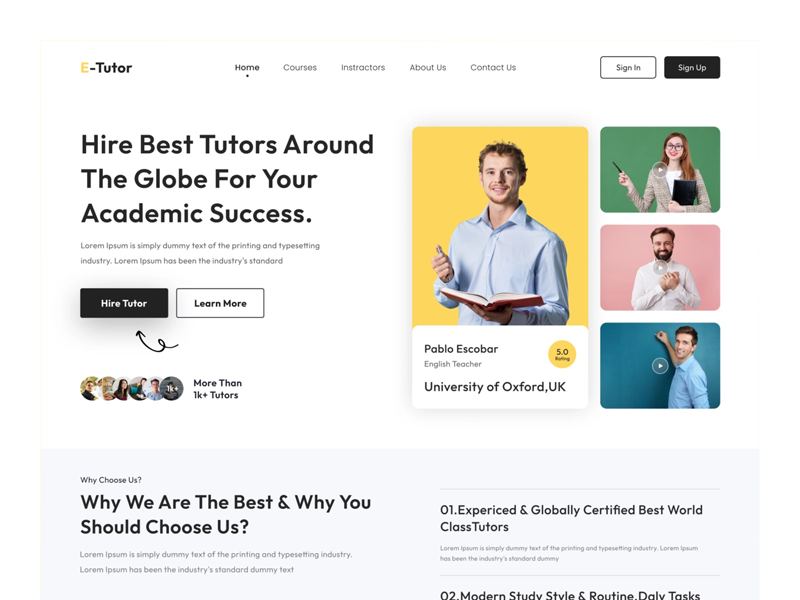 E-Tutor
Home
Courses
Instractors
About Us
Contact Us
Sign In
Sign Up
Hire Best Tutors Around
The Globe For Your
Academic Success.
Lorem Ipsum is simply dummy text of the printing and typesetting
industry. Lorem Ipsum has been the industry's standard
Hire Tutor
Learn More
1k+
More Than
1k+ Tutors
Pablo Escobar
English Teacher
University of Oxford,UK
5.0
Rating
Why Choose Us?
Why We Are The Best & Why You
Should Choose Us?
Lorem Ipsum is simply dummy text of the printing and typesetting industry.
Lorem Ipsum has been the industry's standard dummy text
01.Expericed & Globally Certified Best World
ClassTutors
Lorem Ipsum is simply dummy text of the printing and typesetting industry. Lorem Ipsum
has been the industry's standard dummy
02.Modern Study Style & Routine,Daly Tasks